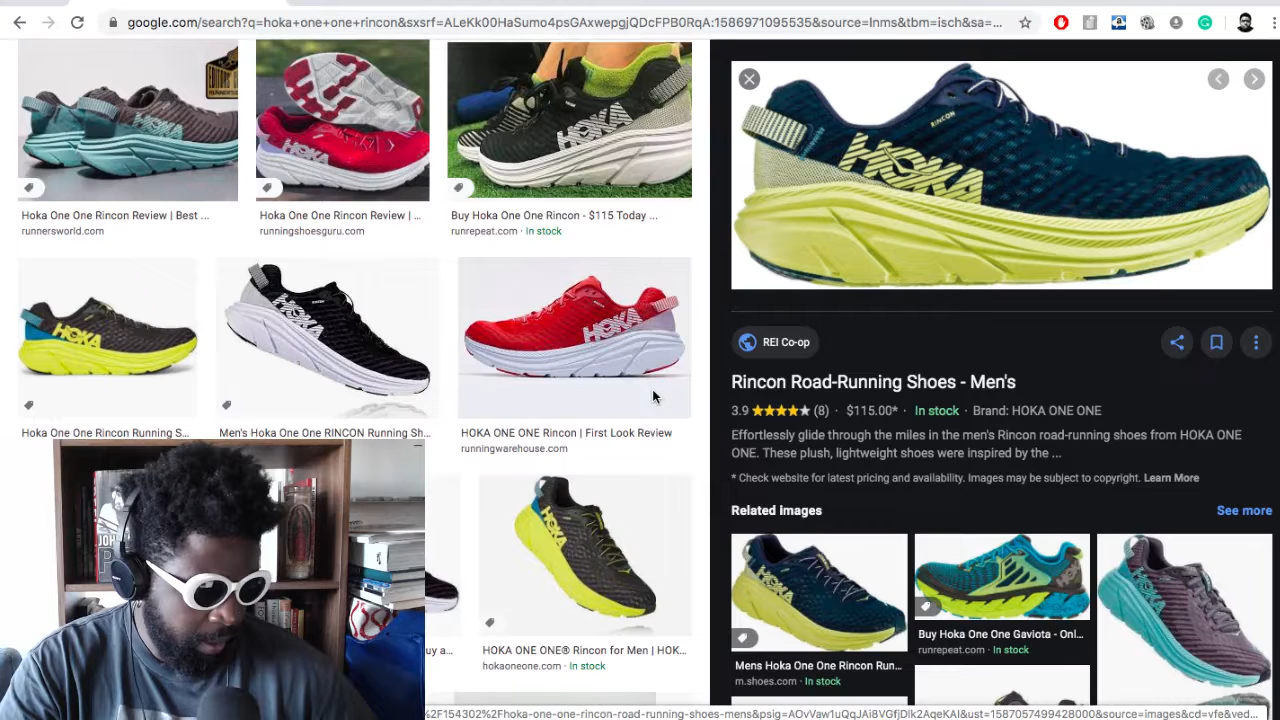 google.com/search?q=hoka+one+one+rincon&sxsrf=ALeKk00HaSumo4psGAxwepgjQDcFPB0RqA:1586971095535&source=lnms&tbm=isch&sa=...
Hoka One One Rincon Review | Best ...
runnersworld.com
Hoka One One Rincon Review | ...
runningshoesguru.com
Buy Hoka One One Rincon - $115 Today ...
runrepeat.com · In stock
Hoka One One Rincon Running S...
Men's Hoka One One RINCON Running Sh...
HOKA ONE ONE Rincon | First Look Review
runningwarehouse.com
uy a...
HOKA ONE ONE® Rincon for Men | HOK...
hokaoneone.com · In stock
RINCON
HOKA
REI Co-op
Rincon Road-Running Shoes - Men's
3.9 ★★★★★ (8) · $115.00* · In stock · Brand: HOKA ONE ONE
Effortlessly glide through the miles in the men's Rincon road-running shoes from HOKA ONE
ONE. These plush, lightweight shoes were inspired by the ...
* Check website for latest pricing and availability. Images may be subject to copyright. Learn More
Related images
See more
Mens Hoka One One Rincon Run...
m.shoes.com · In stock
Buy Hoka One One Gaviota - Onl...
runrepeat.com · In stock